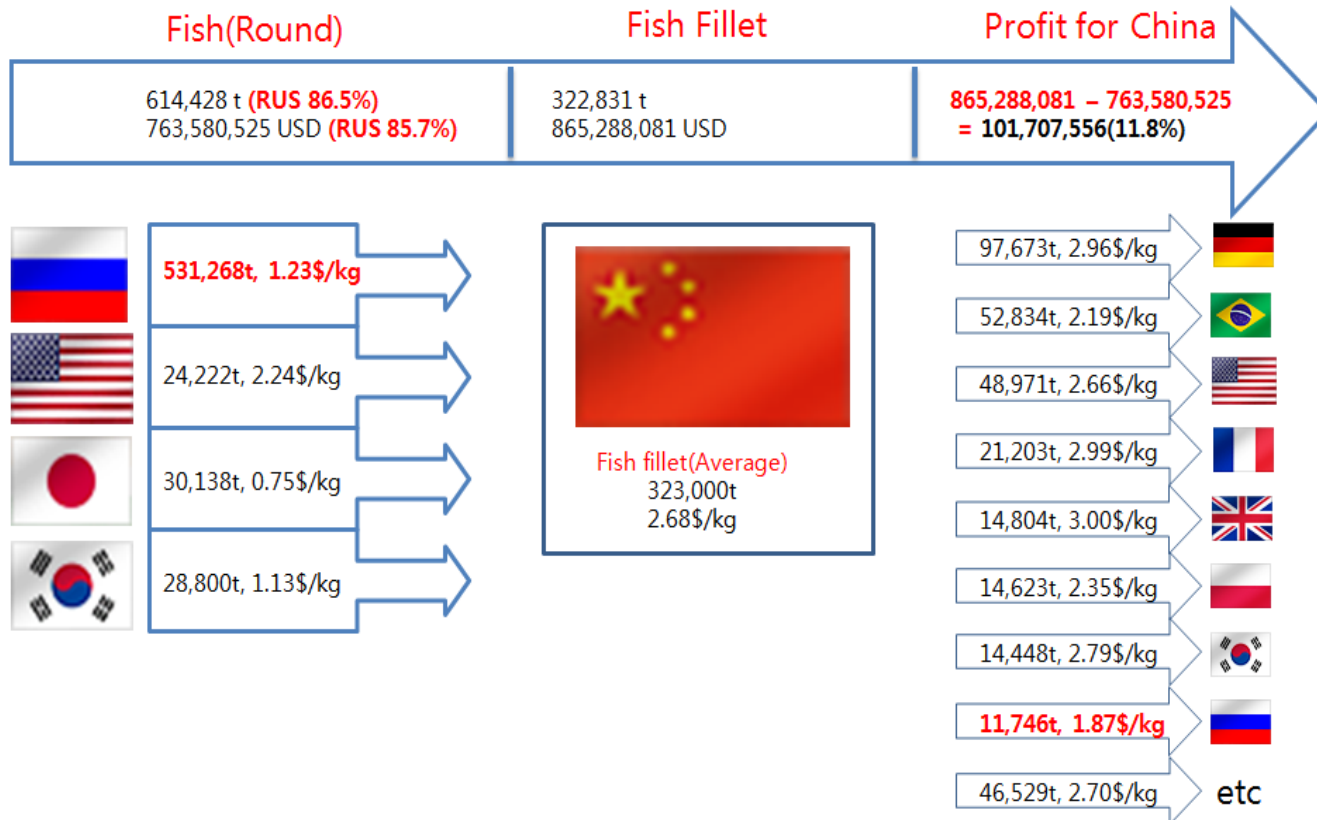 Fish(Round)
Fish Fillet
Profit for China
614,428 t (RUS 86.5%)
763,580,525 USD (RUS 85.7%)
322,831 t
865,288,081 USD
865,288,081 – 763,580,525
= 101,707,556(11.8%)
531,268t, 1.23$/kg
24,222t, 2.24$/kg
30,138t, 0.75$/kg
28,800t, 1.13$/kg
Fish fillet(Average)
323,000t
2.68$/kg
97,673t, 2.96$/kg
52,834t, 2.19$/kg
48,971t, 2.66$/kg
21,203t, 2.99$/kg
14,804t, 3.00$/kg
14,623t, 2.35$/kg
14,448t, 2.79$/kg
11,746t, 1.87$/kg
46,529t, 2.70$/kg
etc